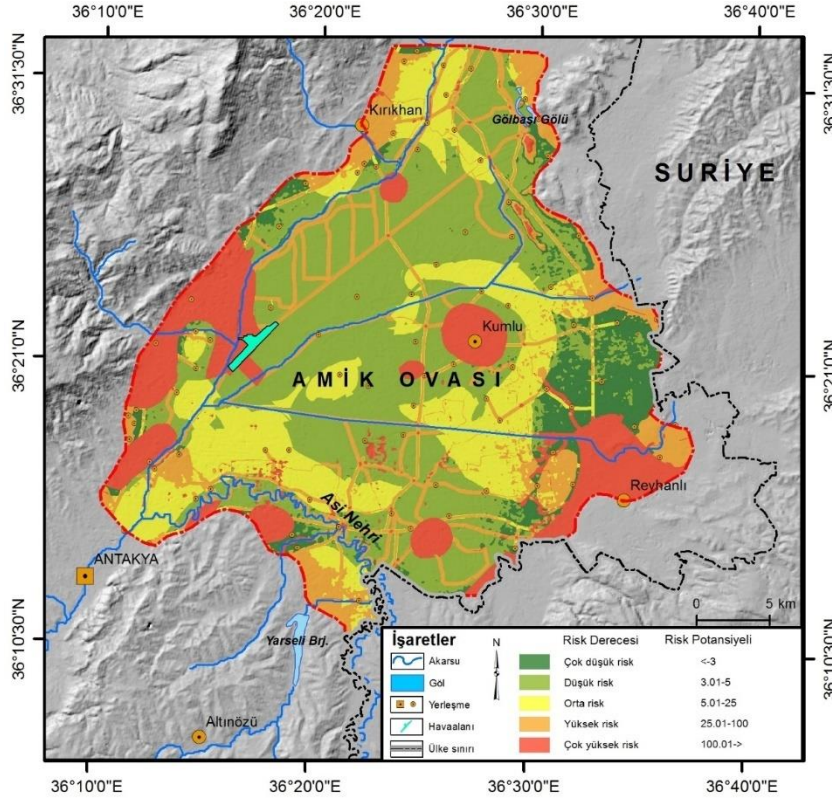 36°10'0"E 36°20'0"E 36°30'0"E 36°40'0"E
36°31'30"N
36°31'30"N
Kırıkhan
Gölbaşı Gölü
SURİYE
36°21'0"N
36°21'0"N
Kumlu
AMİK OVASI
Reyhanlı
Asi Nehri
ANTAKYA
0 5 km
36°10'30"N
36°10'30"N
Yarseli Brj.
Altınözü
İşaretler
N
Risk Derecesi Risk Potansiyeli
Akarsu
Çok düşük risk <-3
Göl
Düşük risk 3.01-5
Yerleşme
Orta risk 5.01-25
Havaalanı
Yüksek risk 25.01-100
Ülke sınırı
Çok yüksek risk 100.01->
36°10'0"E 36°20'0"E 36°30'0"E 36°40'0"E